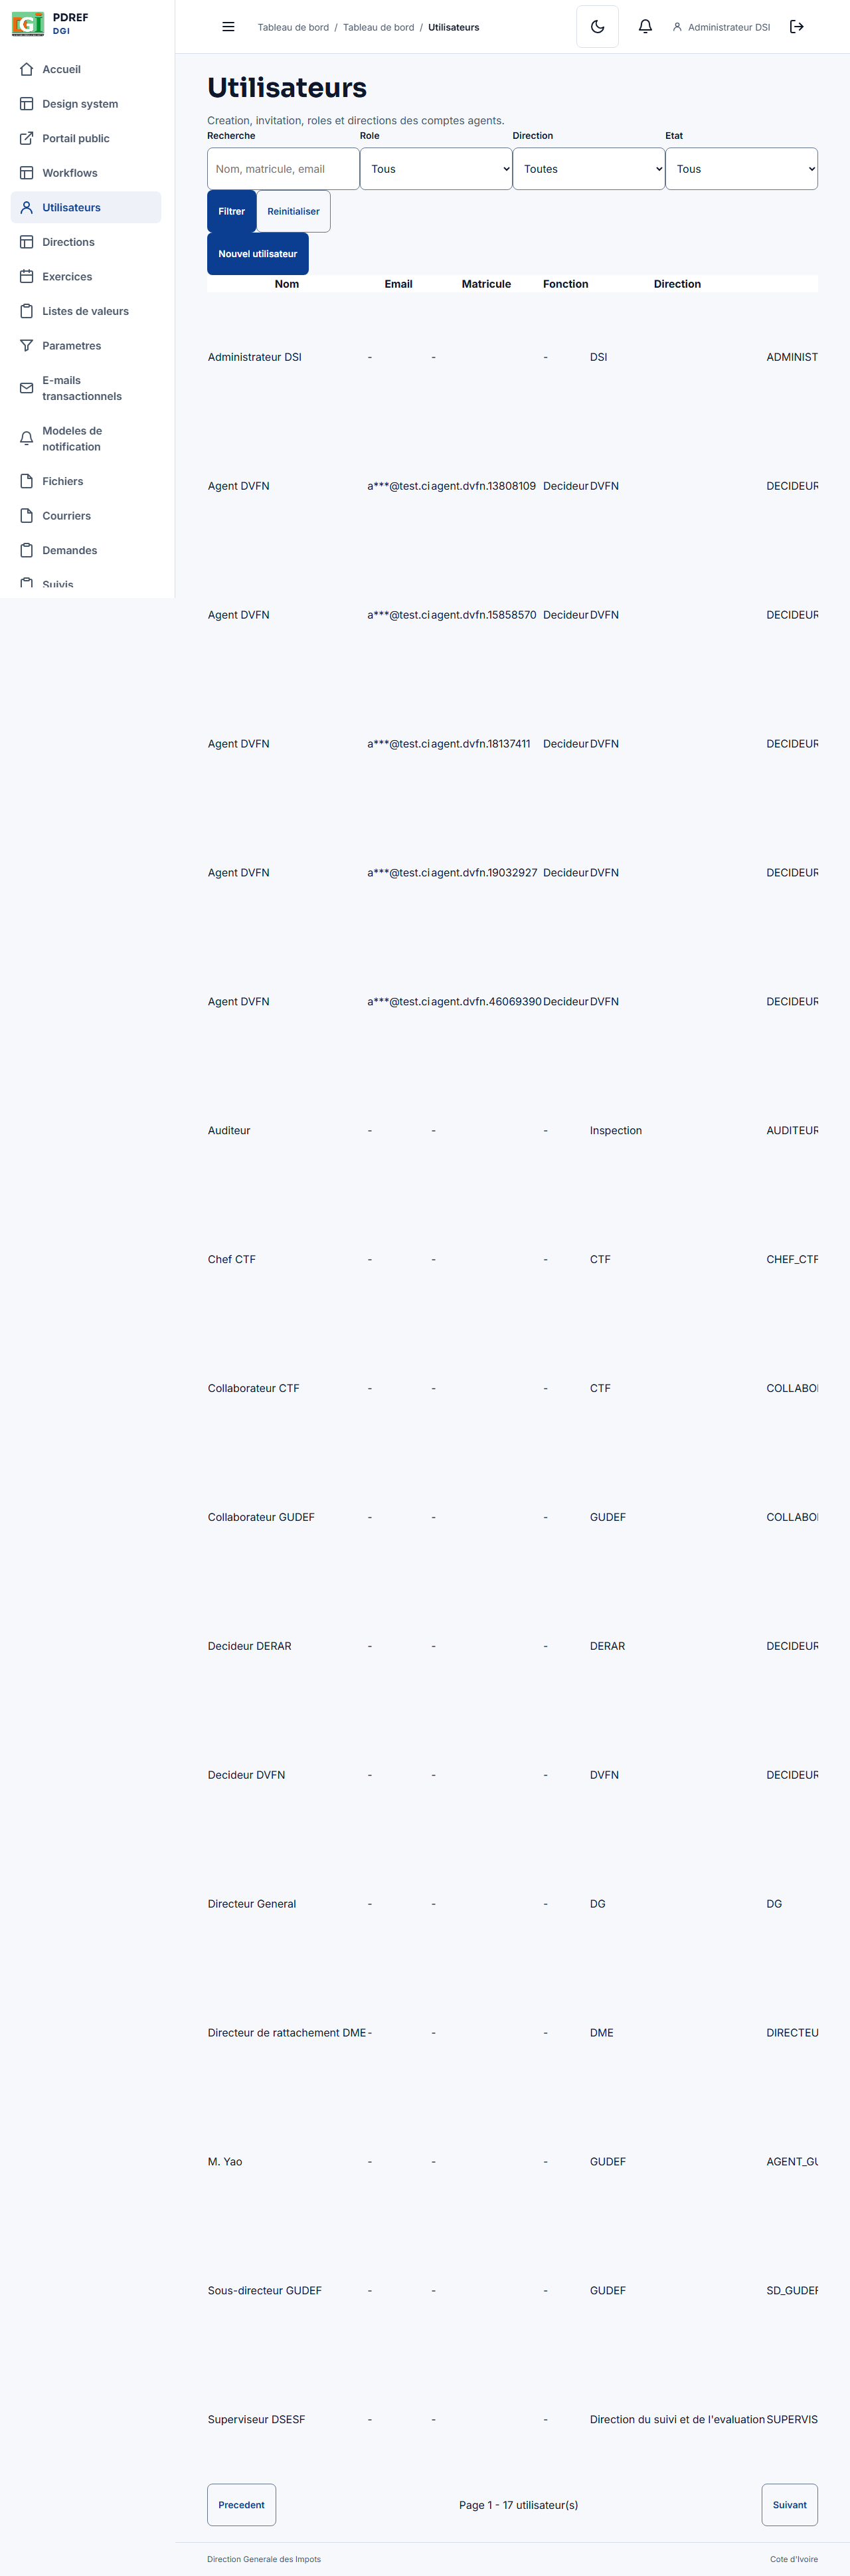 PDREF
DGI
Accueil
Design system
Portail public
Workflows
Utilisateurs
Directions
Exercices
Listes de valeurs
Parametres
E-mails
transactionnels
Modeles de
notification
Fichiers
Courriers
Demandes
Suivis
Tableau de bord / Tableau de bord / Utilisateurs
Administrateur DSI
Utilisateurs
Creation, invitation, roles et directions des comptes agents.
Recherche Role Direction Etat
Nom, matricule, email Tous Toutes Tous
Filtrer Reinitialiser
Nouvel utilisateur
Nom Email Matricule Fonction Direction
Administrateur DSI - - - DSI ADMINIST
Agent DVFN a***@test.ci agent.dvfn.13808109 Decideur DVFN DECIDEUR
Agent DVFN a***@test.ci agent.dvfn.15858570 Decideur DVFN DECIDEUR
Agent DVFN a***@test.ci agent.dvfn.18137411 Decideur DVFN DECIDEUR
Agent DVFN a***@test.ci agent.dvfn.19032927 Decideur DVFN DECIDEUR
Agent DVFN a***@test.ci agent.dvfn.46069390 Decideur DVFN DECIDEUR
Auditeur - - - Inspection AUDITEUR
Chef CTF - - - CTF CHEF_CTF
Collaborateur CTF - - - CTF COLLABO
Collaborateur GUDEF - - - GUDEF COLLABO
Decideur DERAR - - - DERAR DECIDEUR
Decideur DVFN - - - DVFN DECIDEUR
Directeur General - - - DG DG
Directeur de rattachement DME - - - DME DIRECTEU
M. Yao - - - GUDEF AGENT_GU
Sous-directeur GUDEF - - - GUDEF SD_GUDEF
Superviseur DSESF - - - Direction du suivi et de l'evaluation SUPERVIS
Precedent Page 1 - 17 utilisateur(s) Suivant
Direction Generale des Impots Cote d'Ivoire